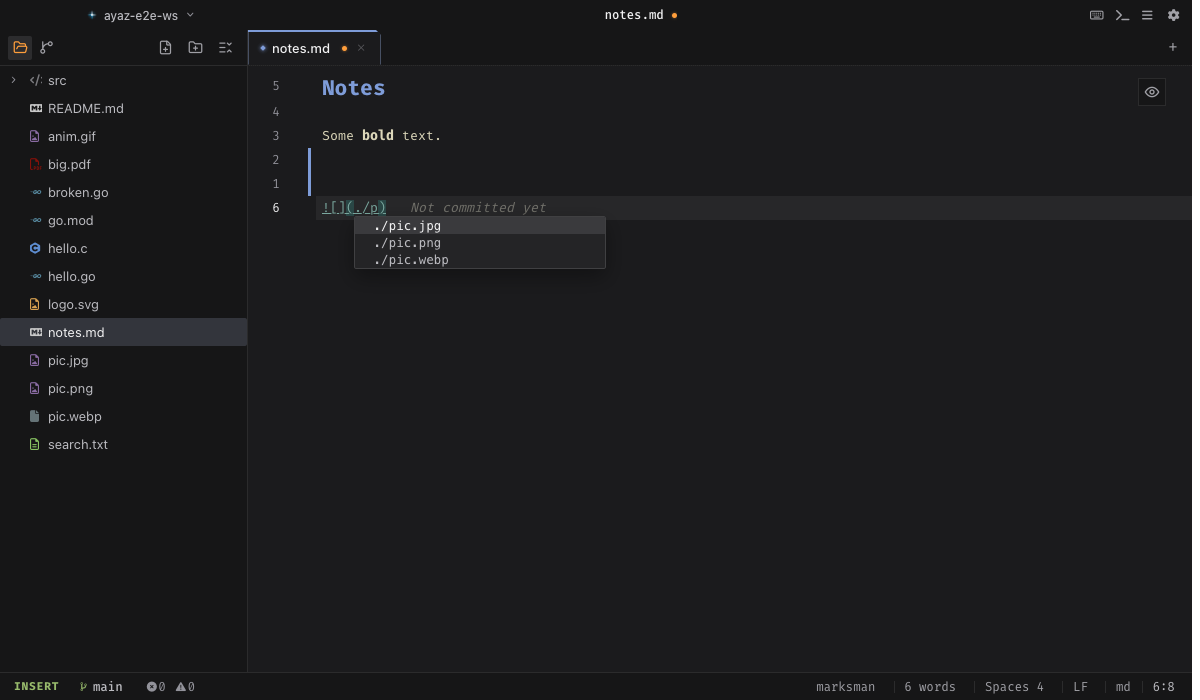 ayaz-e2e-ws
notes.md
notes.md
src
README.md
anim.gif
big.pdf
broken.go
go.mod
hello.c
hello.go
logo.svg
notes.md
pic.jpg
pic.png
pic.webp
search.txt
5 Notes
4
3 Some bold text.
2
1
6 ![](./p) Not committed yet
./pic.jpg
./pic.png
./pic.webp
INSERT main 0 0 marksman 6 words Spaces 4 LF md 6:8